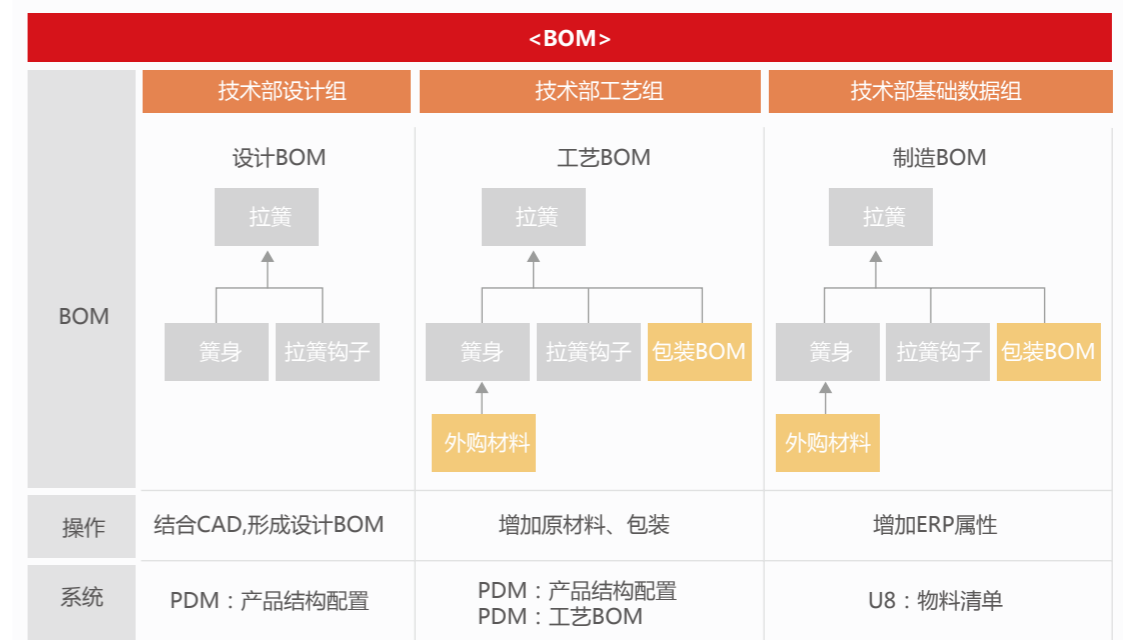 <BOM>
技术部设计组
技术部工艺组
技术部基础数据组
BOM
设计BOM
拉簧
簧身
拉簧钩子
工艺BOM
拉簧
簧身
拉簧钩子
包装BOM
外购材料
制造BOM
拉簧
簧身
拉簧钩子
包装BOM
外购材料
操作
结合CAD,形成设计BOM
增加原材料、包装
增加ERP属性
系统
PDM：产品结构配置
PDM：产品结构配置
PDM：工艺BOM
U8：物料清单